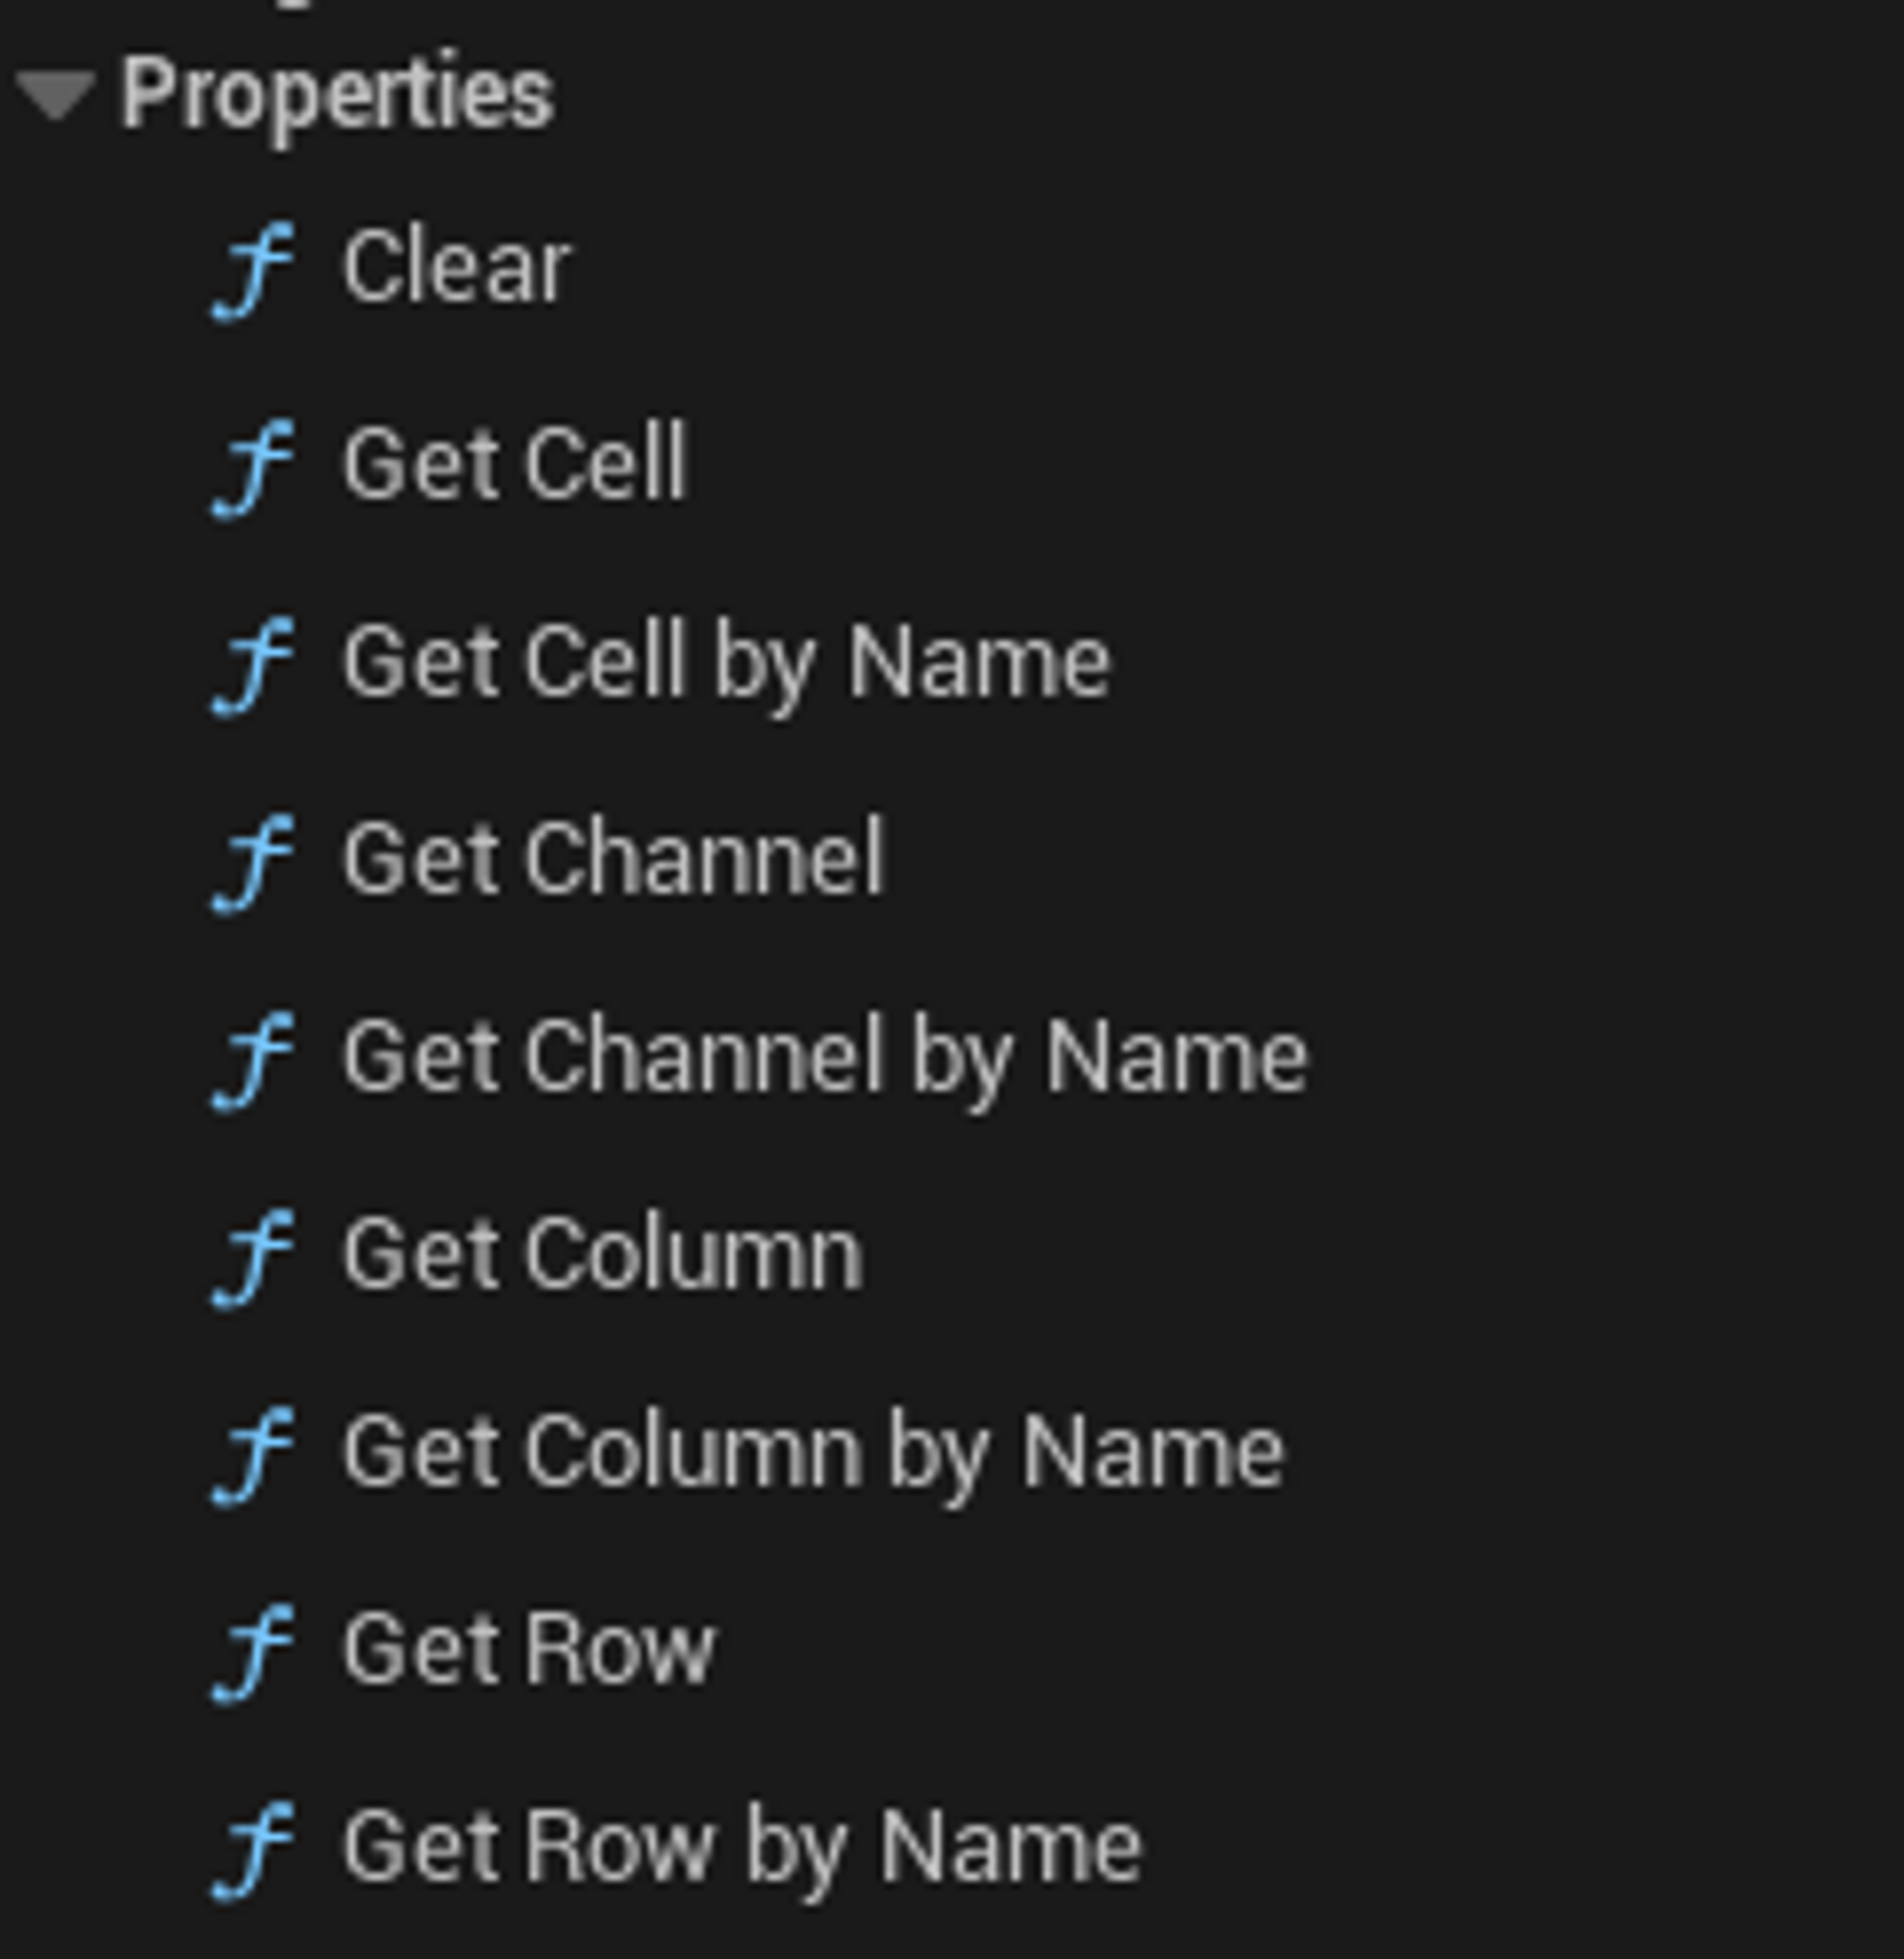 Properties
Clear
Get Cell
Get Cell by Name
Get Channel
Get Channel by Name
Get Column
Get Column by Name
Get Row
Get Row by Name